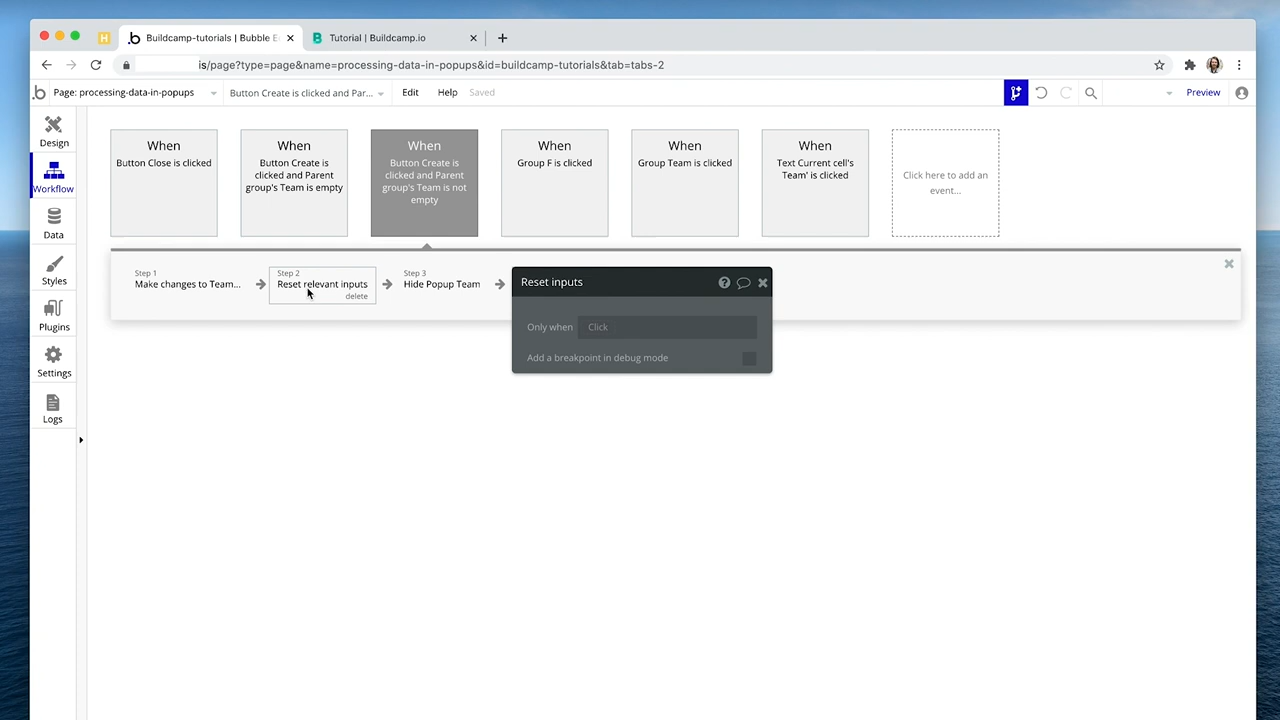 H
.b
Buildcamp-tutorials | Bubble E
Tutorial | Buildcamp.io
is/page?type=page&name=processing-data-in-popups&id=buildcamp-tutorials&tab=tabs-2
.b
Page: processing-data-in-popups
Button Create is clicked and Par...
Edit
Help
Saved
Preview
Design
Workflow
Data
Styles
Plugins
Settings
Logs
When
Button Close is clicked
When
Button Create is
clicked and Parent
group's Team is empty
When
Button Create is
clicked and Parent
group's Team is not
empty
When
Group F is clicked
When
Group Team is clicked
When
Text Current cell's
Team' is clicked
Click here to add an
event...
Step 1
Make changes to Team...
Step 2
Reset relevant inputs
delete
Step 3
Hide Popup Team
Reset inputs
?
Only when
Click
Add a breakpoint in debug mode